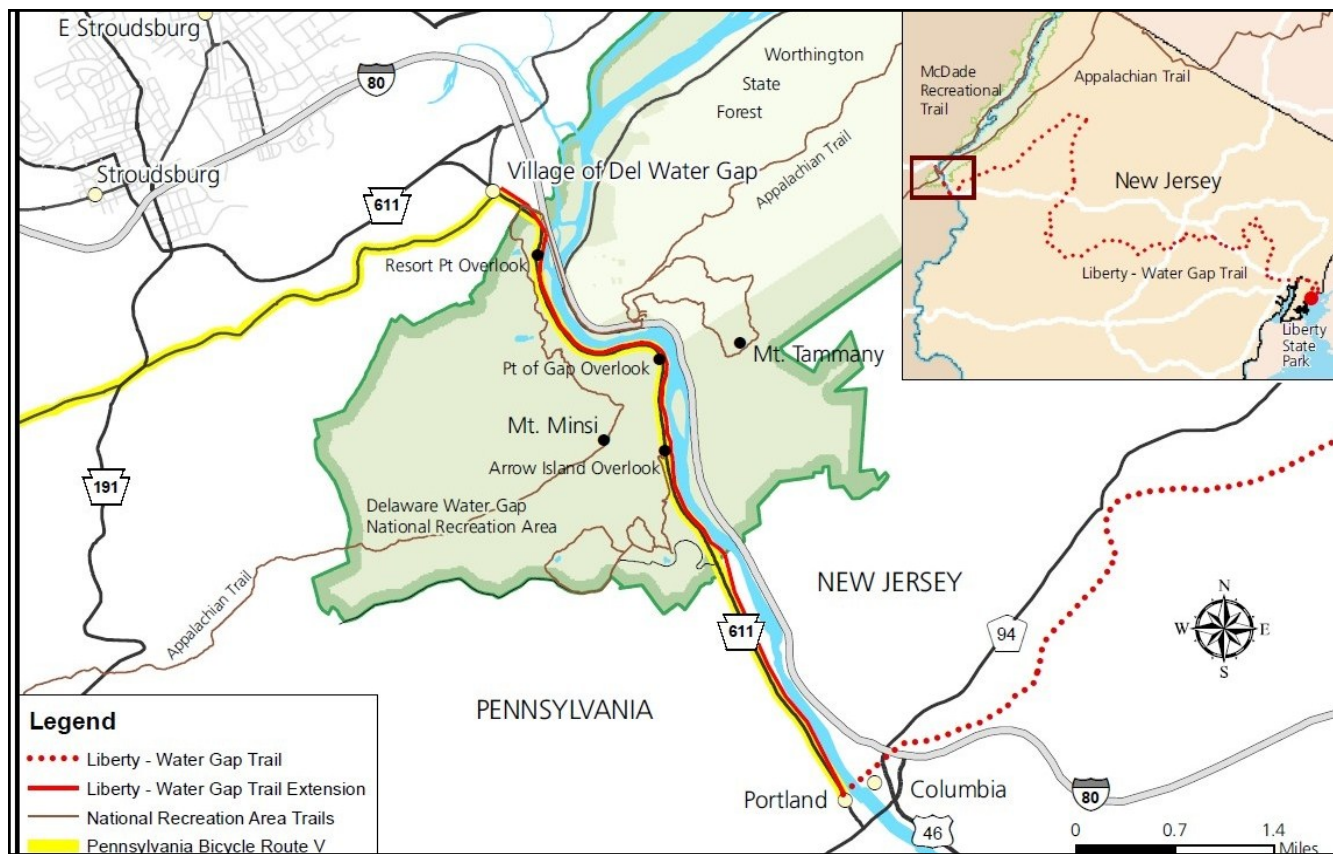 E Stroudsburg
80
Stroudsburg
611
Village of Del Water Gap
Worthington
State
Forest
Appalachian Trail
Resort Pt Overlook
Pt of Gap Overlook
Mt. Tammany
Mt. Minsi
Arrow Island Overlook
191
Delaware Water Gap
National Recreation Area
Appalachian Trail
NEW JERSEY
611
94
PENNSYLVANIA
Portland
Columbia
46
80
N
W
E
S
0 0.7 1.4
Miles
McDade
Recreational
Trail
Appalachian Trail
New Jersey
Liberty - Water Gap Trail
Liberty
State
Park
Legend
Liberty - Water Gap Trail
Liberty - Water Gap Trail Extension
National Recreation Area Trails
Pennsylvania Bicycle Route V